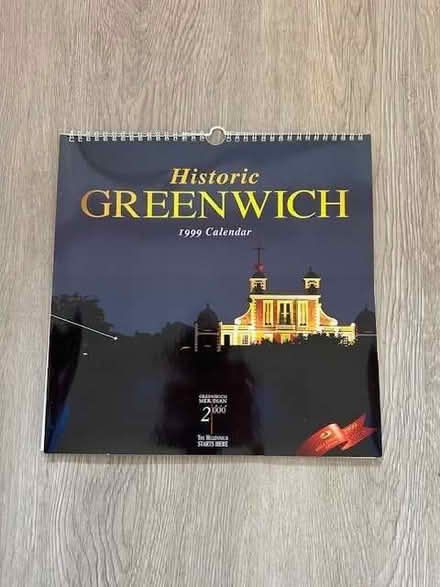 Historic
GREENWICH
1999 Calendar
GREENWICH
MERIDIAN
2000
THE MILLENNIUM
STARTS HERE